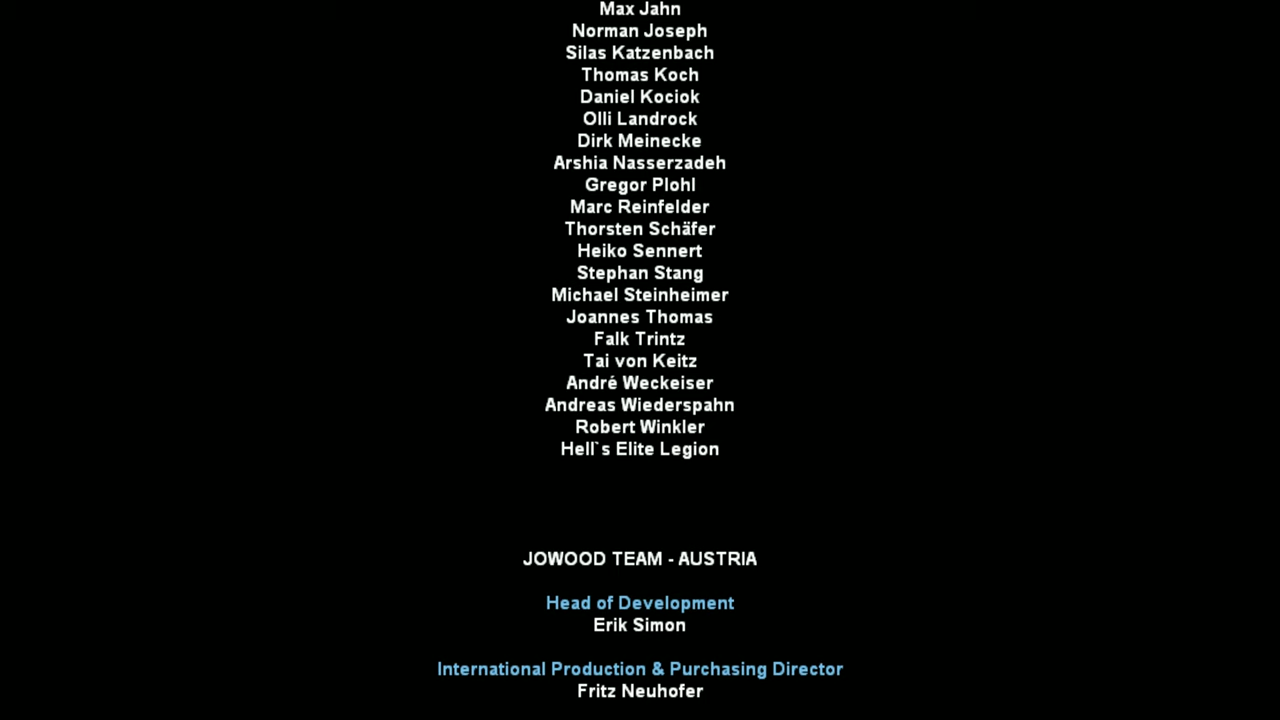 Max Jahn
Norman Joseph
Silas Katzenbach
Thomas Koch
Daniel Kociok
Olli Landrock
Dirk Meinecke
Arshia Nasserzadeh
Gregor Plohl
Marc Reinfelder
Thorsten Schäfer
Heiko Sennert
Stephan Stang
Michael Steinheimer
Joannes Thomas
Falk Trintz
Tai von Keitz
André Weckeiser
Andreas Wiederspahn
Robert Winkler
Hell`s Elite Legion
JOWOOD TEAM - AUSTRIA
Head of Development
Erik Simon
International Production & Purchasing Director
Fritz Neuhofer